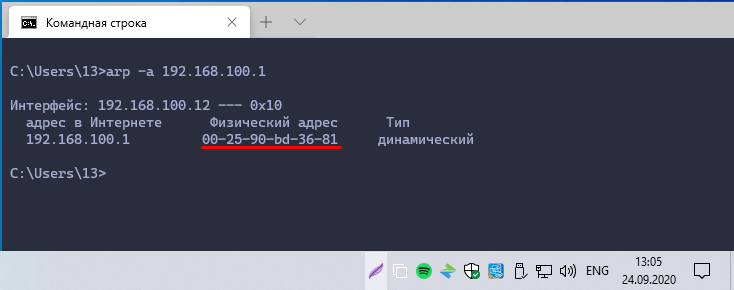 Командная строка
C:\Users\13>arp -a 192.168.100.1
Интерфейс: 192.168.100.12 --- 0x10
адрес в Интернете Физический адрес Тип
192.168.100.1 00-25-90-bd-36-81 динамический
C:\Users\13>
ENG
13:05
24.09.2020